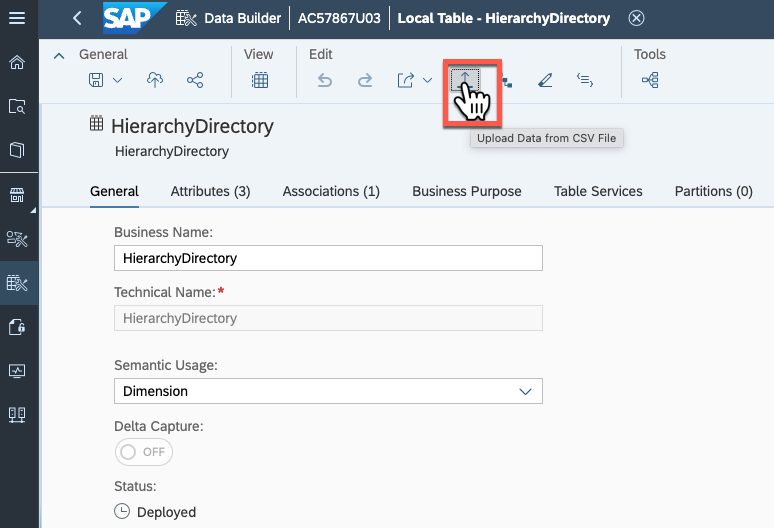 SAP Data Builder AC57867U03 Local Table - HierarchyDirectory
General View Edit Tools
Upload Data from CSV File
HierarchyDirectory
HierarchyDirectory
General Attributes (3) Associations (1) Business Purpose Table Services Partitions (0)
Business Name:
HierarchyDirectory
Technical Name:*
HierarchyDirectory
Semantic Usage:
Dimension
Delta Capture:
OFF
Status:
Deployed